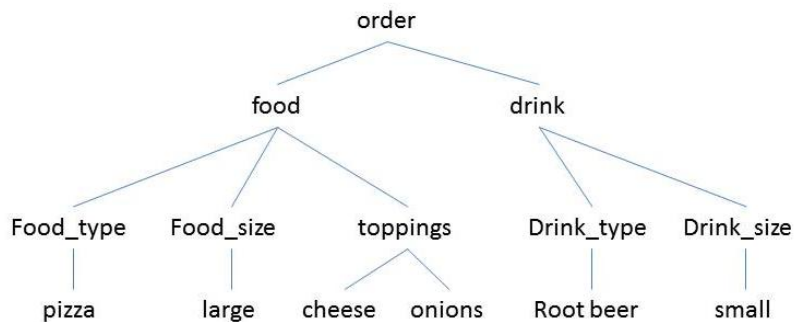 order
food drink
Food_type Food_size toppings Drink_type Drink_size
pizza large cheese onions Root beer small